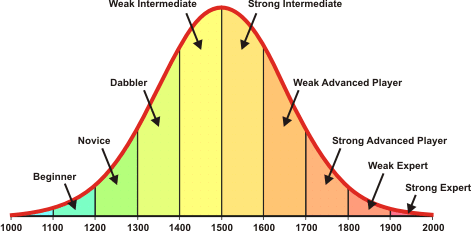 Weak Intermediate
Strong Intermediate
Dabbler
Weak Advanced Player
Novice
Strong Advanced Player
Weak Expert
Beginner
Strong Expert
1000 1100 1200 1300 1400 1500 1600 1700 1800 1900 2000